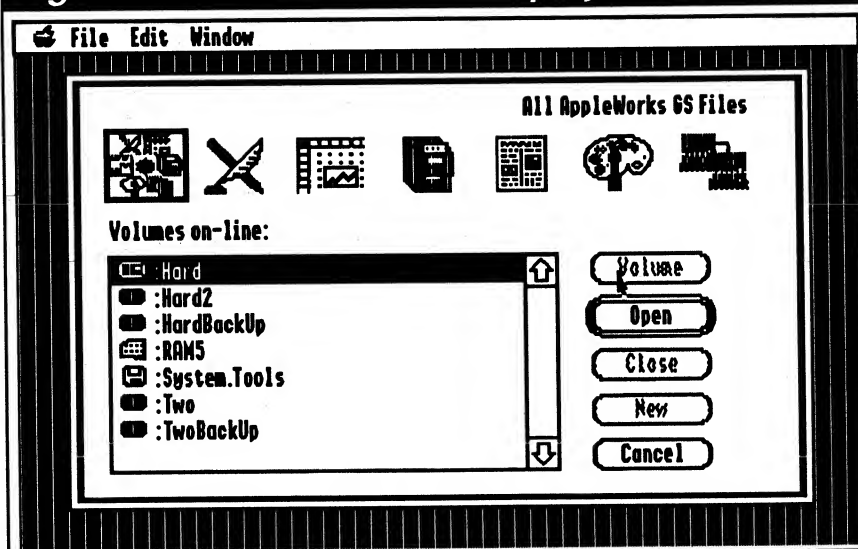 File Edit Window
All AppleWorks GS Files
Volumes on-line:
:Hard
:Hard2
:HardBackUp
:RAM5
:System.Tools
:Two
:TwoBackUp
Volume
Open
Close
New
Cancel